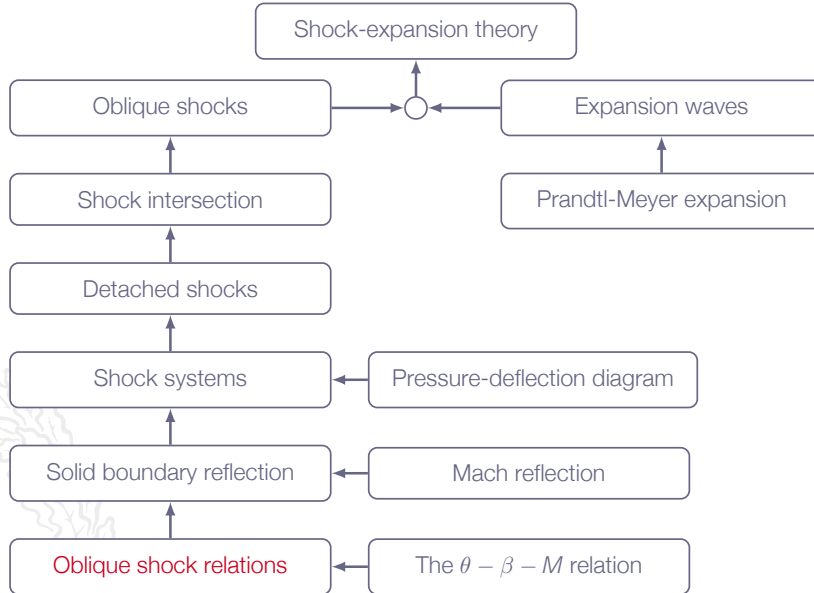 Shock-expansion theory
Oblique shocks
Expansion waves
Shock intersection
Prandtl-Meyer expansion
Detached shocks
Shock systems
Pressure-deflection diagram
Solid boundary reflection
Mach reflection
Oblique shock relations
The θ − β − M relation